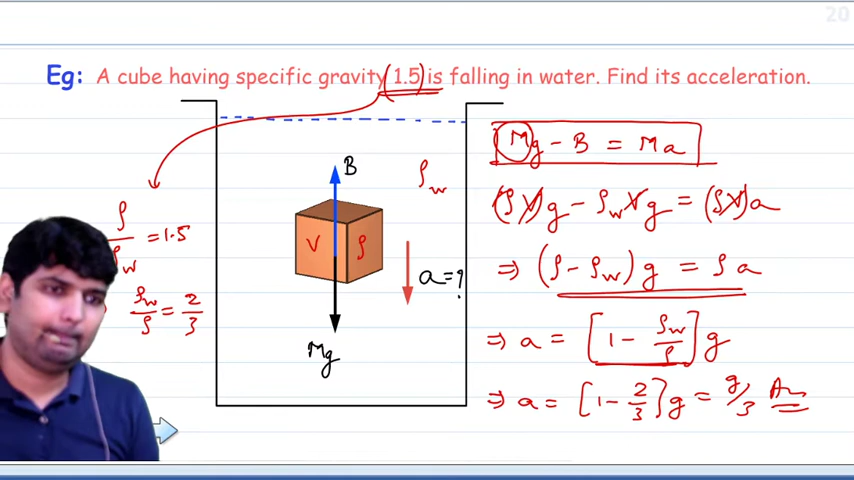 20
Eg: A cube having specific gravity (1.5) is falling in water. Find its acceleration.
B
ρw
V ρ
a=?
Mg
ρ/ρw = 1.5
ρw/ρ = 2/3
Mg - B = Ma
(ρV)g - ρwVg = (ρV)a
⇒ (ρ-ρw)g = ρa
⇒ a = [1 - ρw/ρ]g
⇒ a = [1 - 2/3]g = g/3 Ans